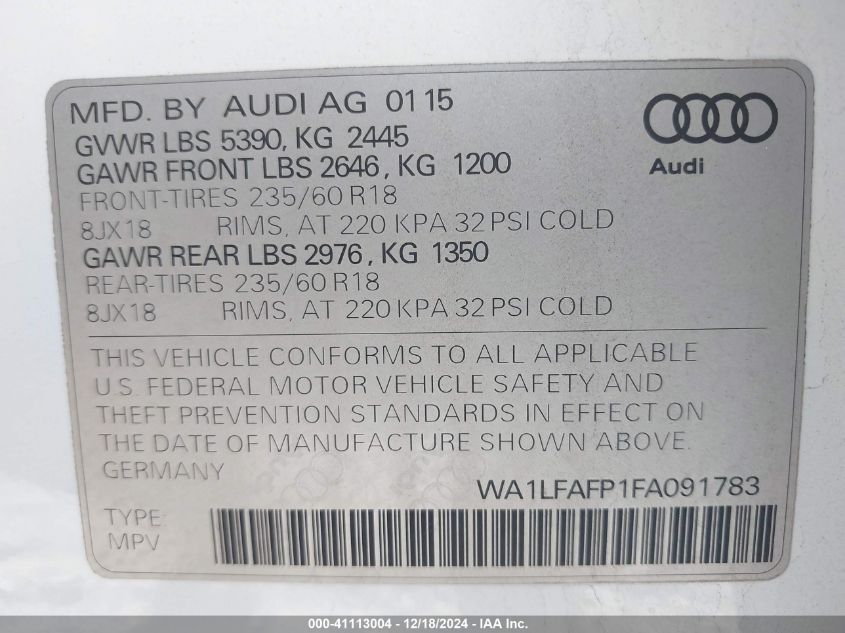 MFD. BY AUDI AG 01 15
GVWR LBS 5390, KG 2445
GAWR FRONT LBS 2646, KG 1200
FRONT-TIRES 235/60 R18
8JX18 RIMS, AT 220 KPA 32 PSI COLD
GAWR REAR LBS 2976, KG 1350
REAR-TIRES 235/60 R18
8JX18 RIMS, AT 220 KPA 32 PSI COLD
Audi
THIS VEHICLE CONFORMS TO ALL APPLICABLE
U.S. FEDERAL MOTOR VEHICLE SAFETY AND
THEFT PREVENTION STANDARDS IN EFFECT ON
THE DATE OF MANUFACTURE SHOWN ABOVE.
GERMANY
WA1LFAFP1FA091783
TYPE:
MPV
000-41113004 - 12/18/2024 - IAA Inc.